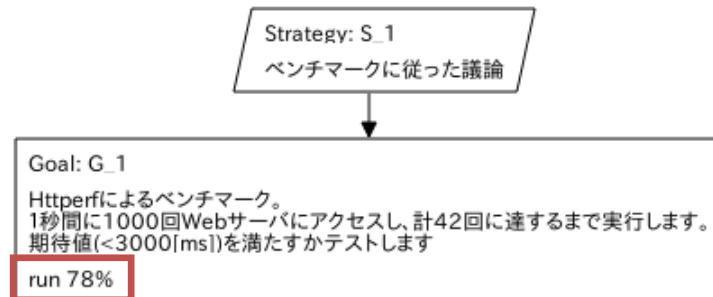 Strategy: S_1
ベンチマークに従った議論
Goal: G_1
Httperfによるベンチマーク。
1秒間に1000回Webサーバにアクセスし、計42回に達するまで実行します。
期待値(<3000[ms])を満たすかテストします
run 78%